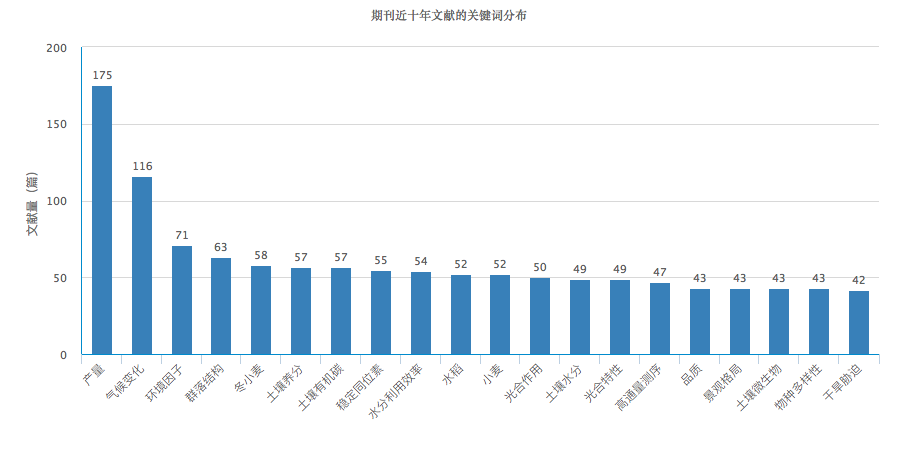 期刊近十年文献的关键词分布
文献量（篇）
200
150
100
50
0
175
116
71
63
58
57
57
55
54
52
52
50
49
49
47
43
43
43
43
42
产量
气候变化
环境因子
群落结构
冬小麦
土壤养分
土壤有机碳
稳定同位素
水分利用效率
水稻
小麦
光合作用
土壤水分
光合特性
高通量测序
品质
景观格局
土壤微生物
物种多样性
干旱胁迫